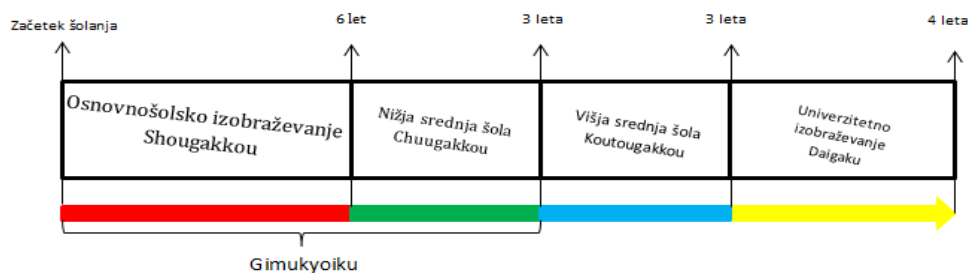 Začetek šolanja
6 let
3 leta
3 leta
4 leta
Osnovnošolsko izobraževanje
Shougakkou
Nižja srednja šola
Chuugakkou
Višja srednja šola
Koutougakkou
Univerzitetno
izobraževanje
Daigaku
Gimukyoiku